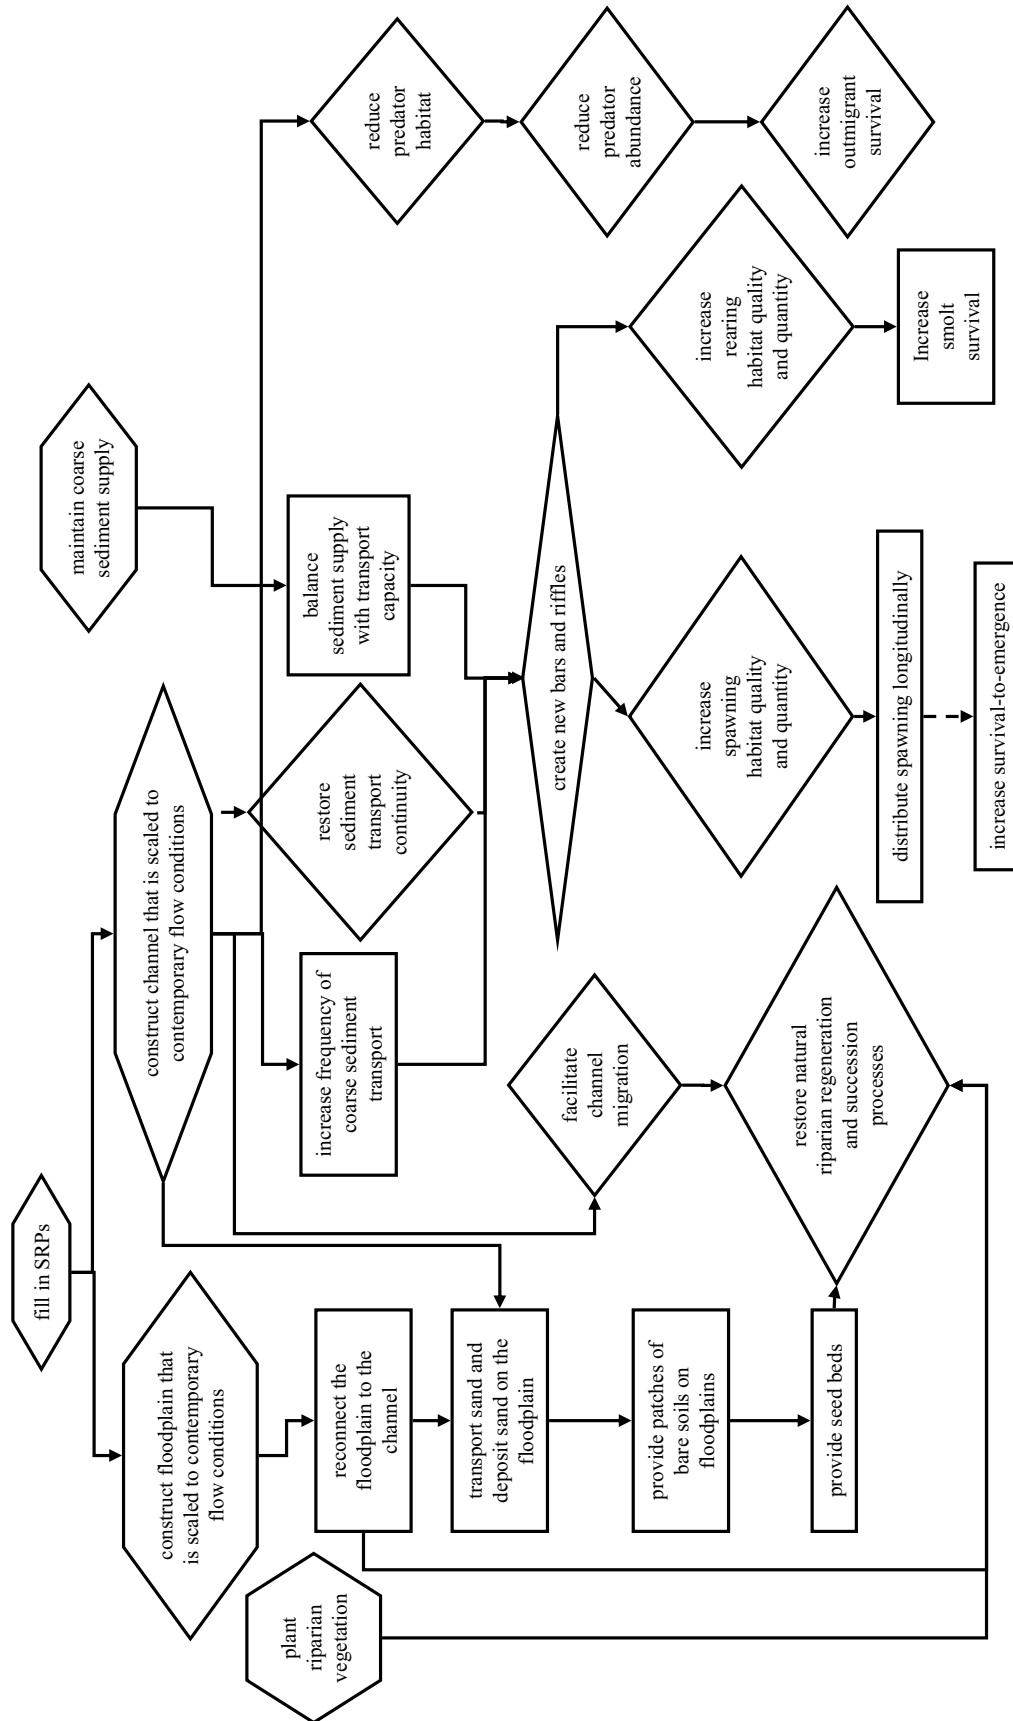 fill in SRPs
maintain coarse
sediment supply
construct floodplain that
is scaled to contemporary
flow conditions
construct channel that is scaled to
contemporary flow conditions
plant
riparian
vegetation
reconnect the
floodplain to the
channel
increase frequency of
coarse sediment
transport
restore
sediment
transport
continuity
balance
sediment supply
with transport
capacity
reduce
predator
habitat
transport sand and
deposit sand on the
floodplain
facilitate
channel
migration
create new bars and riffles
reduce
predator
abundance
provide patches of
bare soils on
floodplains
increase
spawning
habitat quality
and quantity
increase
rearing
habitat quality
and quantity
increase
outmigrant
survival
provide seed beds
restore natural
riparian regeneration
and succession
processes
distribute spawning longitudinally
Increase
smolt
survival
increase survival-to-emergence